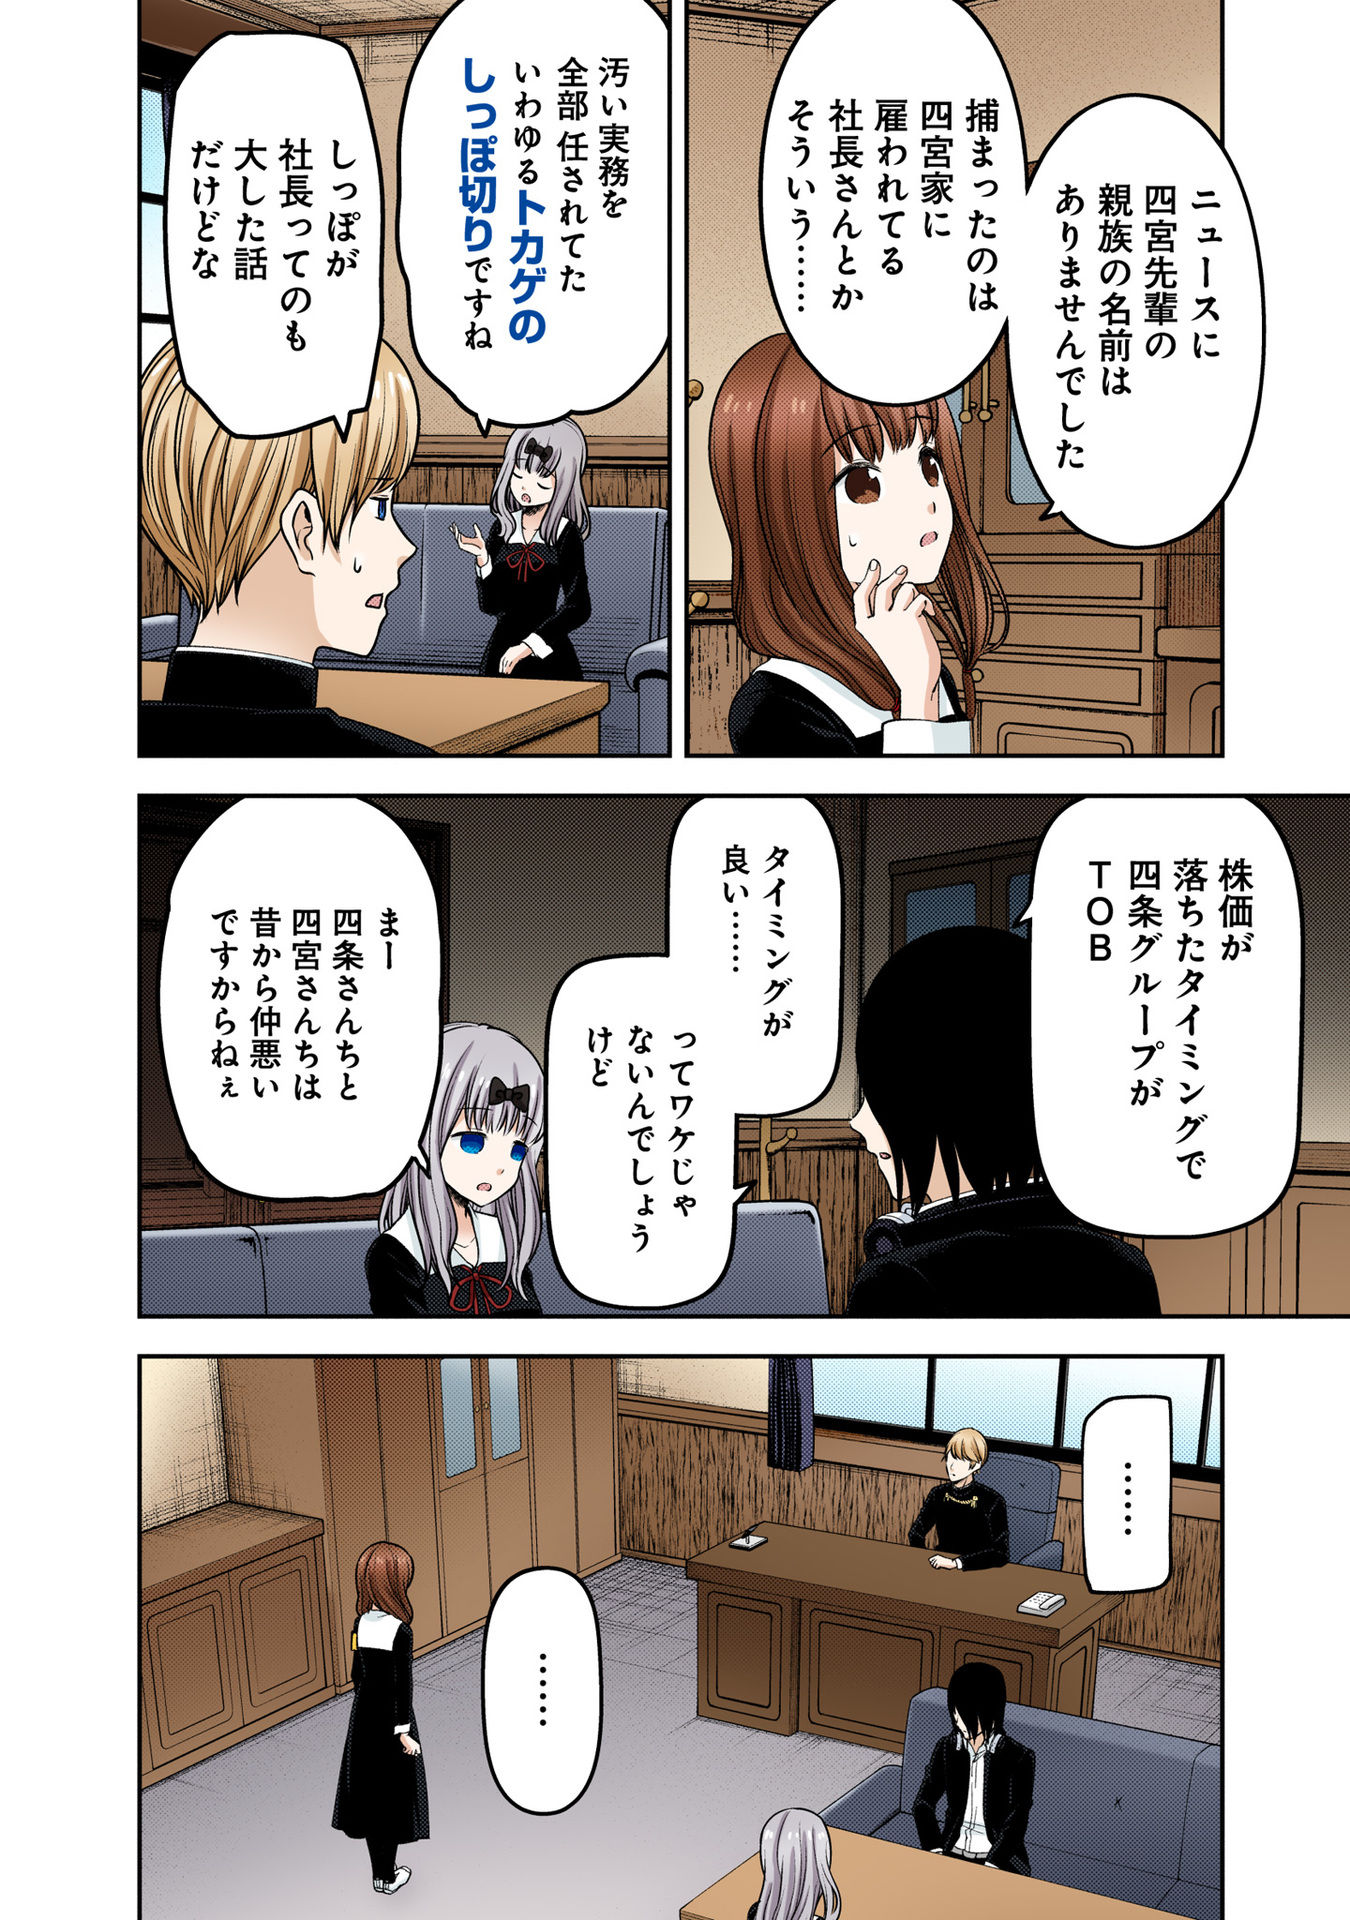 ニュースに
四宮先輩の
親族の名前は
ありませんでした
捕まったのは
四宮家に
雇われてる
社長さんとか
そういう……
汚い実務を
全部任されてた
いわゆるトカゲの
しっぽ切りですね
しっぽが
社長ってのも
大した話
だけどな
株価が
落ちたタイミングで
四条グループが
TOB
タイミングが
良い……
ってワケじゃ
ないんでしょう
けど
まー
四条さんちと
四宮さんちは
昔から仲悪い
ですからねぇ
……
……